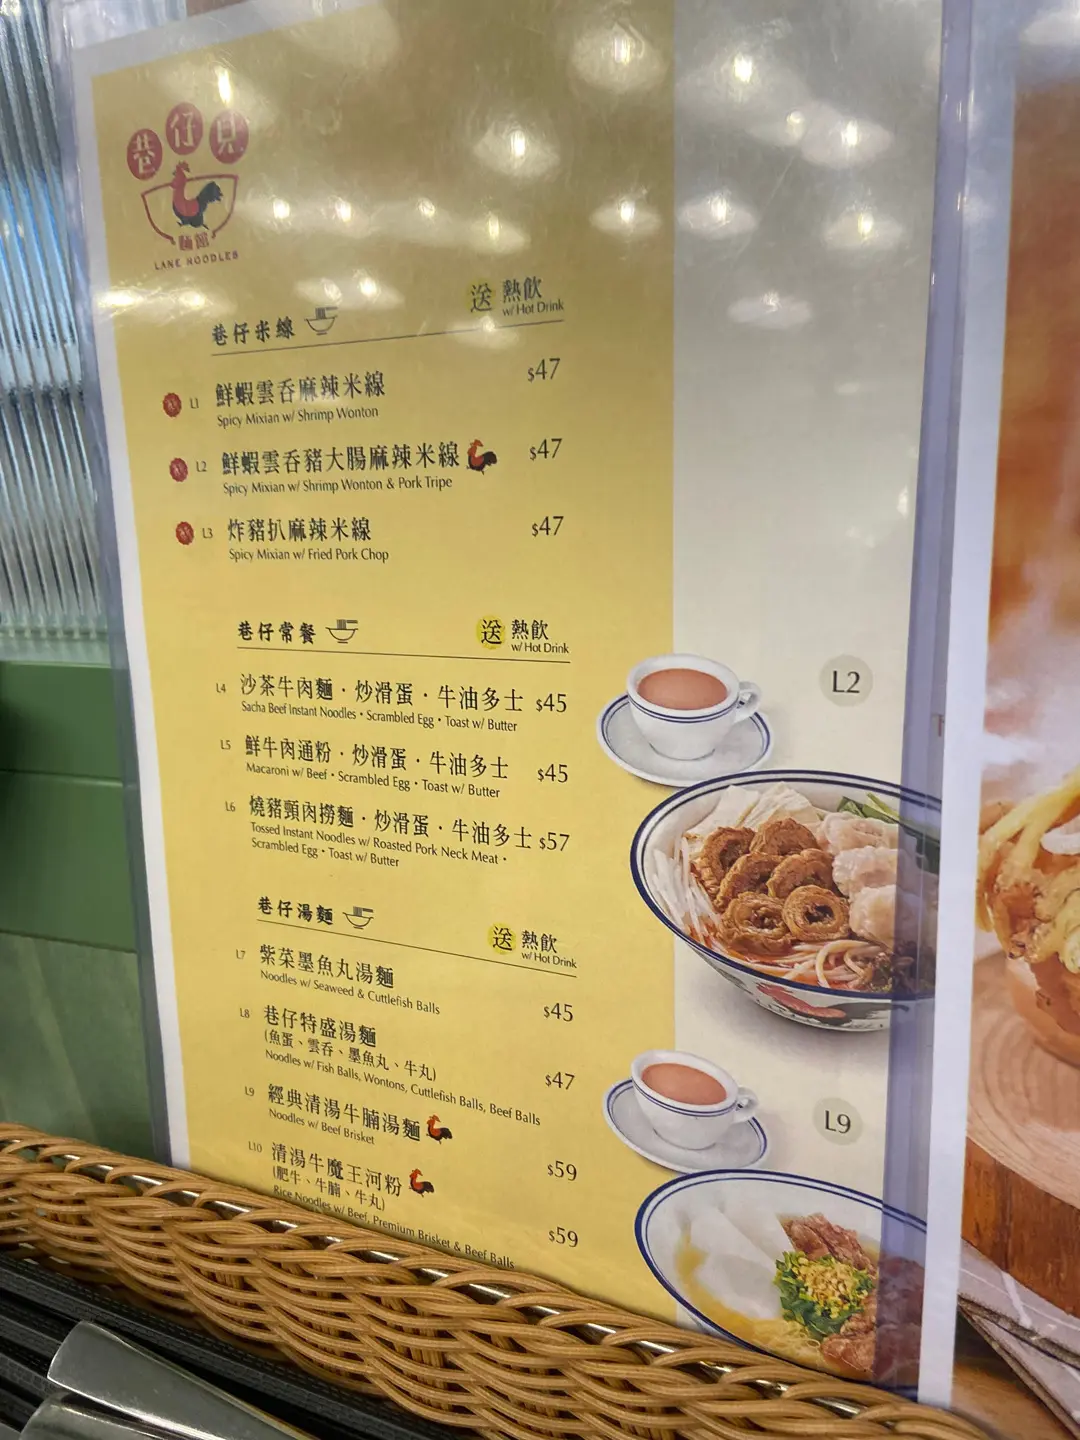 巷仔見
麵館
LANE NOODLES
巷仔米線
送 熱飲
w/ Hot Drink
L1 鮮蝦雲吞麻辣米線 $47
Spicy Mixian w/ Shrimp Wonton
L2 鮮蝦雲吞豬大腸麻辣米線 $47
Spicy Mixian w/ Shrimp Wonton & Pork Tripe
L3 炸豬扒麻辣米線 $47
Spicy Mixian w/ Fried Pork Chop
巷仔常餐
送 熱飲
w/ Hot Drink
L4 沙茶牛肉麵・炒滑蛋・牛油多士 $45
Sacha Beef Instant Noodles • Scrambled Egg • Toast w/ Butter
L5 鮮牛肉通粉・炒滑蛋・牛油多士 $45
Macaroni w/ Beef • Scrambled Egg • Toast w/ Butter
L6 燒豬頸肉撈麵・炒滑蛋・牛油多士 $57
Tossed Instant Noodles w/ Roasted Pork Neck Meat •
Scrambled Egg • Toast w/ Butter
巷仔湯麵
送 熱飲
w/ Hot Drink
L7 紫菜墨魚丸湯麵 $45
Noodles w/ Seaweed & Cuttlefish Balls
L8 巷仔特盛湯麵
(魚蛋、雲吞、墨魚丸、牛丸) $47
Noodles w/ Fish Balls, Wontons, Cuttlefish Balls, Beef Balls
L9 經典清湯牛腩湯麵 $59
Noodles w/ Beef Brisket
L10 清湯牛魔王河粉
(肥牛、牛腩、牛丸) $59
Rice Noodles w/ Beef, Premium Brisket & Beef Balls
L2
L9